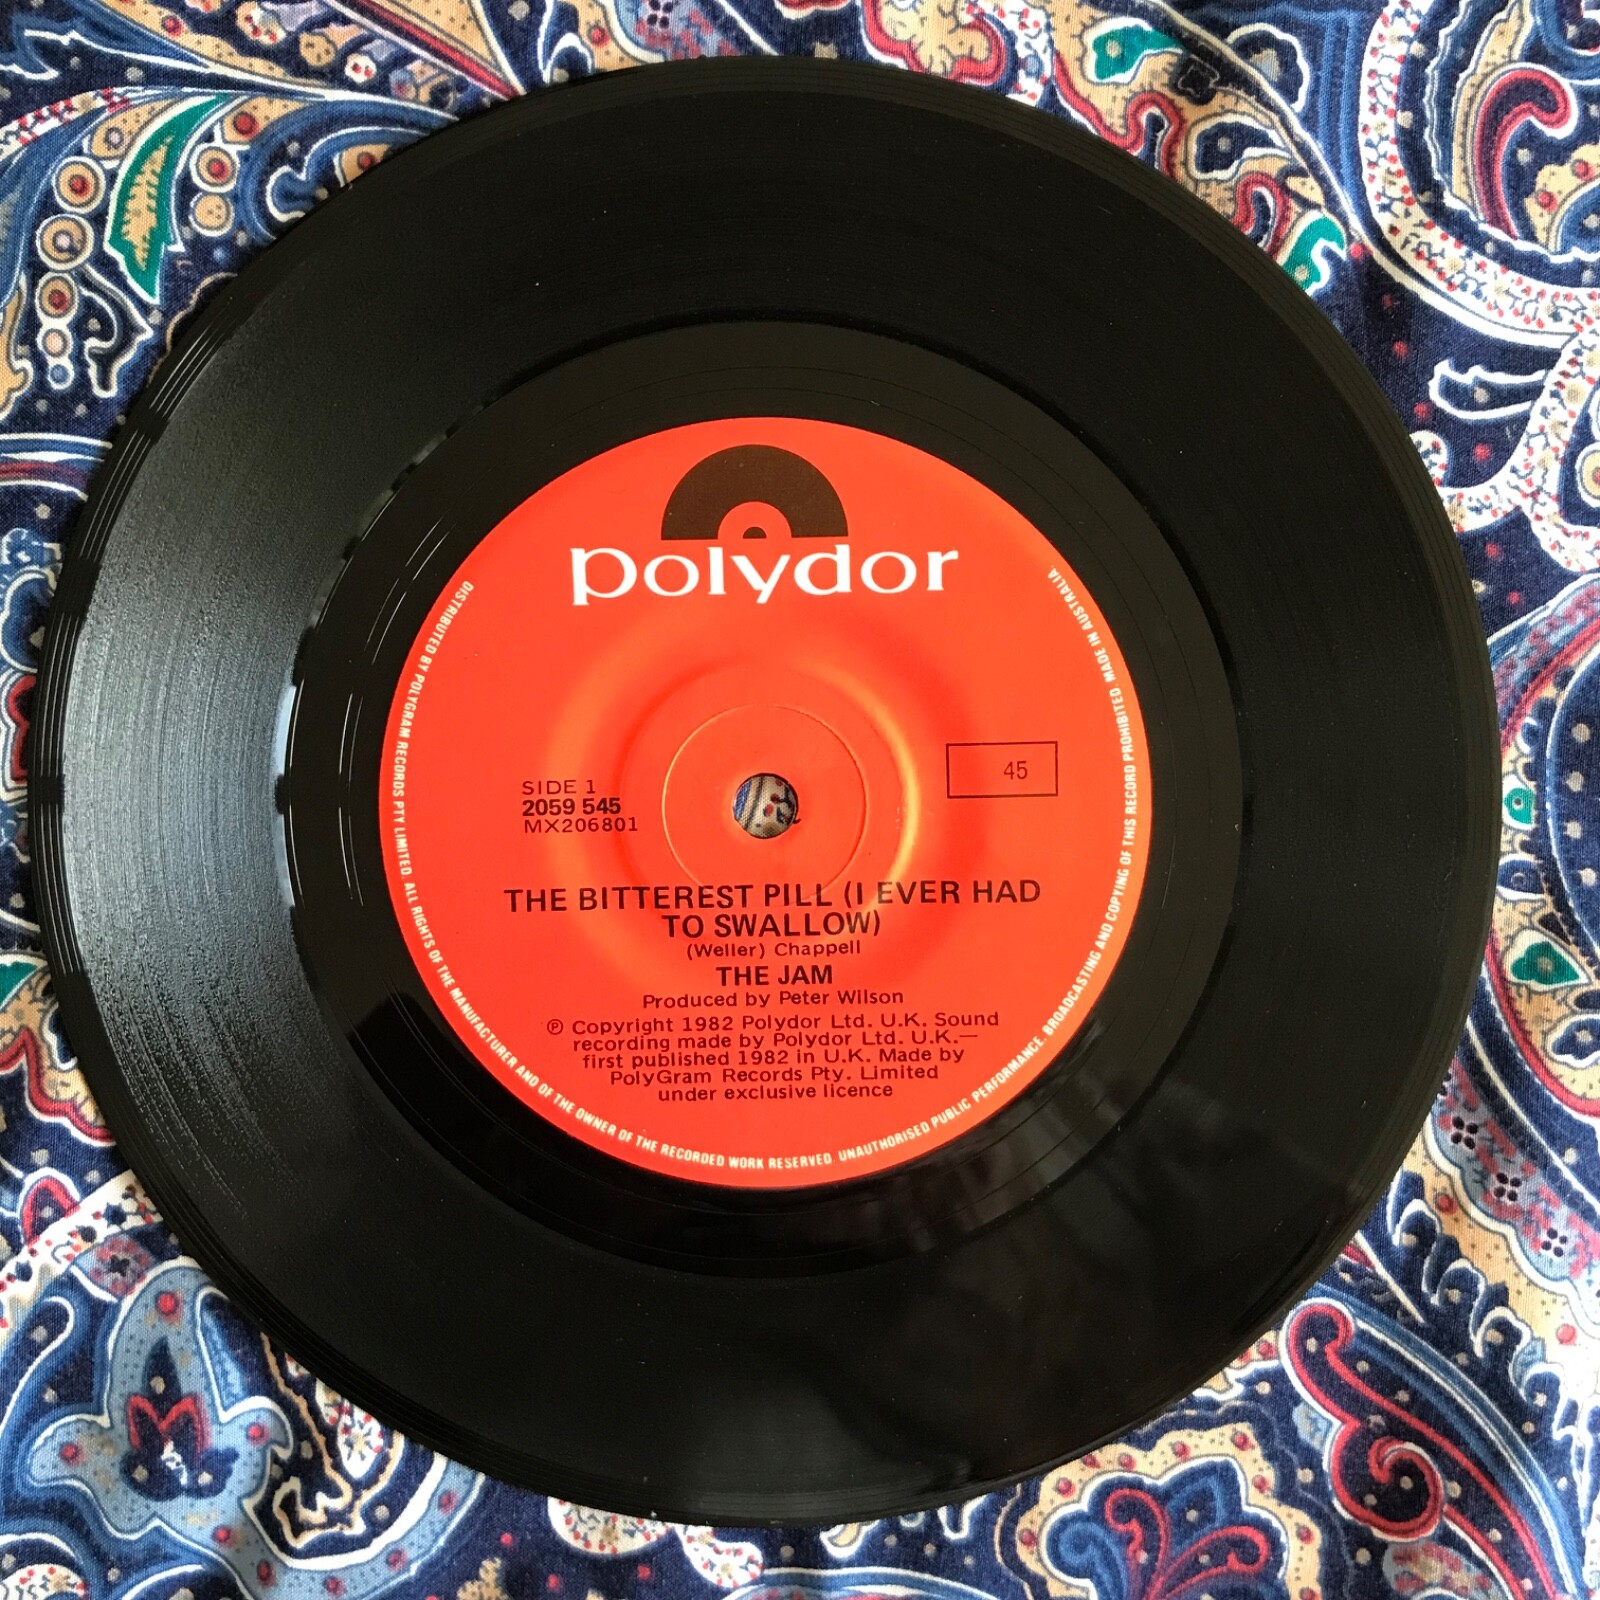 polydor
45
SIDE 1
2059 545
MX206801
THE BITTEREST PILL (I EVER HAD
TO SWALLOW)
(Weller) Chappell
THE JAM
Produced by Peter Wilson
℗ Copyright 1982 Polydor Ltd. U.K. Sound
recording made by Polydor Ltd. U.K.—
first published 1982 in U.K. Made by
PolyGram Records Pty. Limited
under exclusive licence
DISTRIBUTED BY POLYGRAM RECORDS PTY LIMITED. ALL RIGHTS OF THE MANUFACTURER AND OF THE OWNER OF THE RECORDED WORK RESERVED. UNAUTHORISED PUBLIC PERFORMANCE, BROADCASTING AND COPYING OF THIS RECORD PROHIBITED. MADE IN AUSTRALIA.